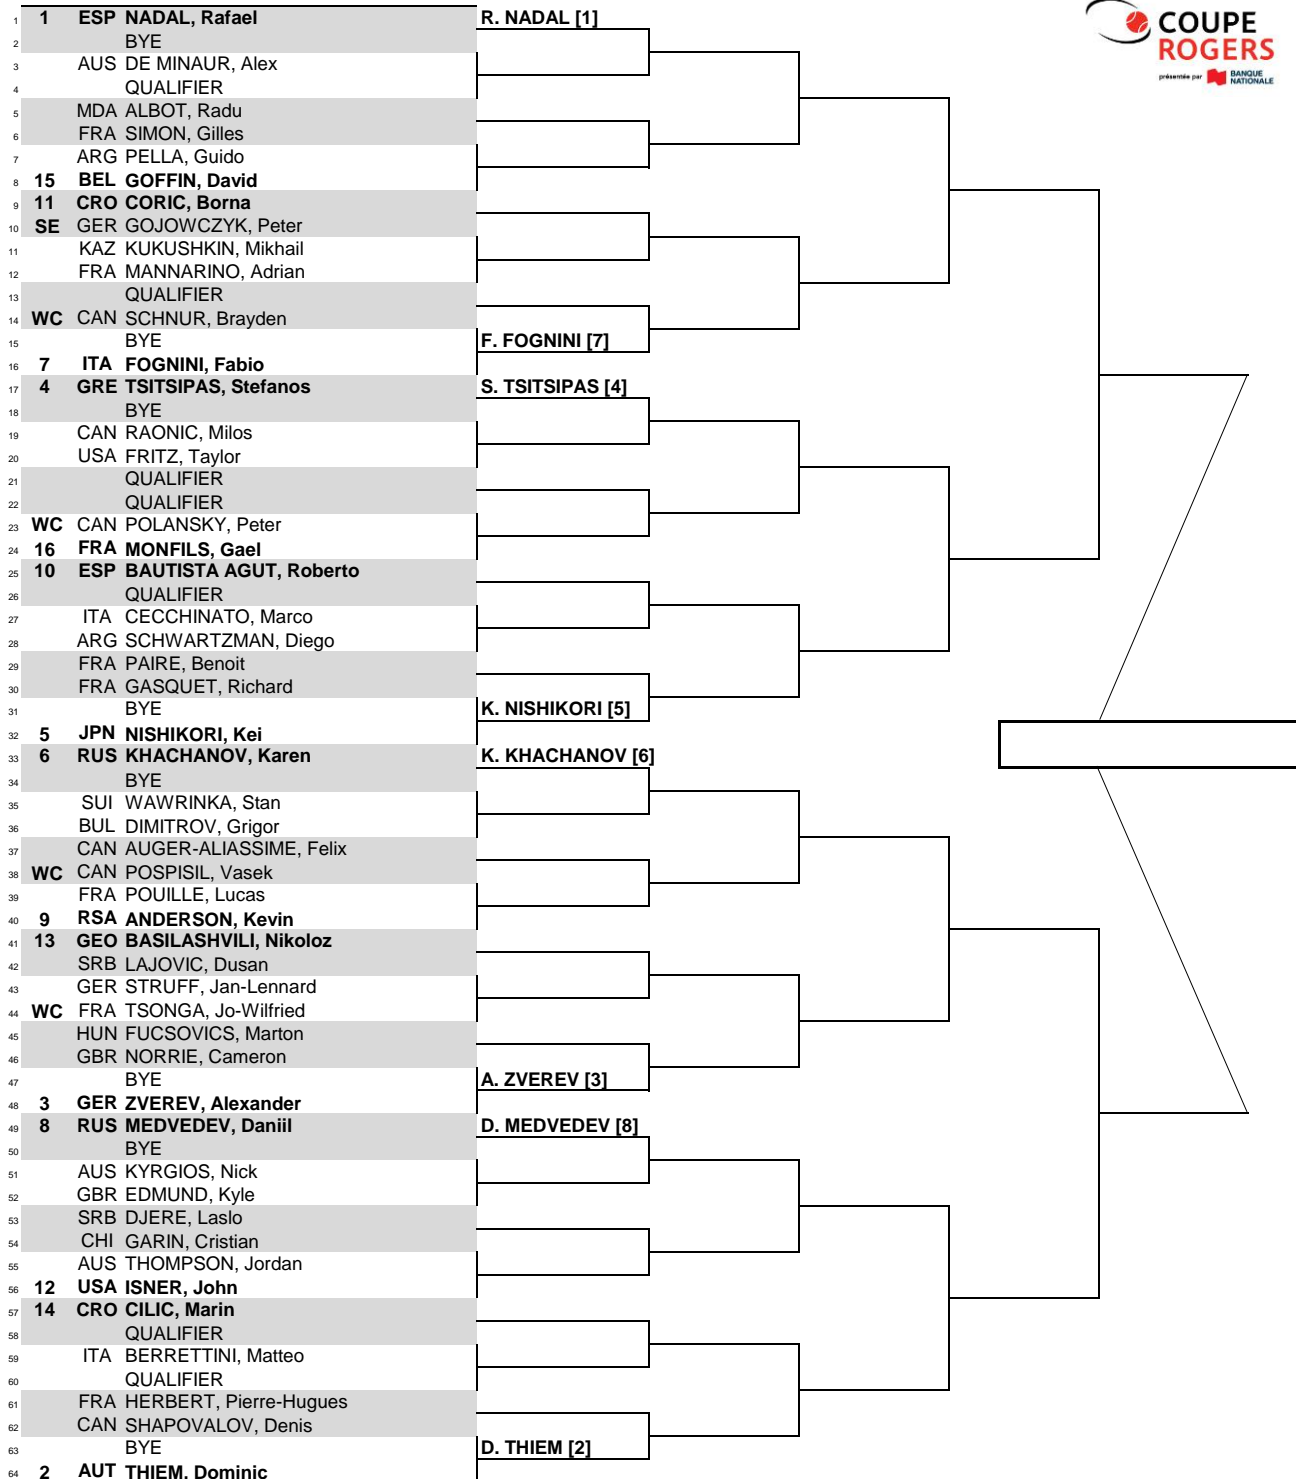 1 1 ESP NADAL, Rafael R. NADAL [1]
2 BYE
3 AUS DE MINAUR, Alex
4 QUALIFIER
5 MDA ALBOT, Radu
6 FRA SIMON, Gilles
7 ARG PELLA, Guido
8 15 BEL GOFFIN, David
9 11 CRO CORIC, Borna
10 SE GER GOJOWCZYK, Peter
11 KAZ KUKUSHKIN, Mikhail
12 FRA MANNARINO, Adrian
13 QUALIFIER
14 WC CAN SCHNUR, Brayden
15 BYE F. FOGNINI [7]
16 7 ITA FOGNINI, Fabio
17 4 GRE TSITSIPAS, Stefanos S. TSITSIPAS [4]
18 BYE
19 CAN RAONIC, Milos
20 USA FRITZ, Taylor
21 QUALIFIER
22 QUALIFIER
23 WC CAN POLANSKY, Peter
24 16 FRA MONFILS, Gael
25 10 ESP BAUTISTA AGUT, Roberto
26 QUALIFIER
27 ITA CECCHINATO, Marco
28 ARG SCHWARTZMAN, Diego
29 FRA PAIRE, Benoit
30 FRA GASQUET, Richard
31 BYE K. NISHIKORI [5]
32 5 JPN NISHIKORI, Kei
33 6 RUS KHACHANOV, Karen K. KHACHANOV [6]
34 BYE
35 SUI WAWRINKA, Stan
36 BUL DIMITROV, Grigor
37 CAN AUGER-ALIASSIME, Felix
38 WC CAN POSPISIL, Vasek
39 FRA POUILLE, Lucas
40 9 RSA ANDERSON, Kevin
41 13 GEO BASILASHVILI, Nikoloz
42 SRB LAJOVIC, Dusan
43 GER STRUFF, Jan-Lennard
44 WC FRA TSONGA, Jo-Wilfried
45 HUN FUCSOVICS, Marton
46 GBR NORRIE, Cameron
47 BYE A. ZVEREV [3]
48 3 GER ZVEREV, Alexander
49 8 RUS MEDVEDEV, Daniil D. MEDVEDEV [8]
50 BYE
51 AUS KYRGIOS, Nick
52 GBR EDMUND, Kyle
53 SRB DJERE, Laslo
54 CHI GARIN, Cristian
55 AUS THOMPSON, Jordan
56 12 USA ISNER, John
57 14 CRO CILIC, Marin
58 QUALIFIER
59 ITA BERRETTINI, Matteo
60 QUALIFIER
61 FRA HERBERT, Pierre-Hugues
62 CAN SHAPOVALOV, Denis
63 BYE D. THIEM [2]
64 2 AUT THIEM, Dominic
COUPE
ROGERS
présentée par BANQUE
NATIONALE